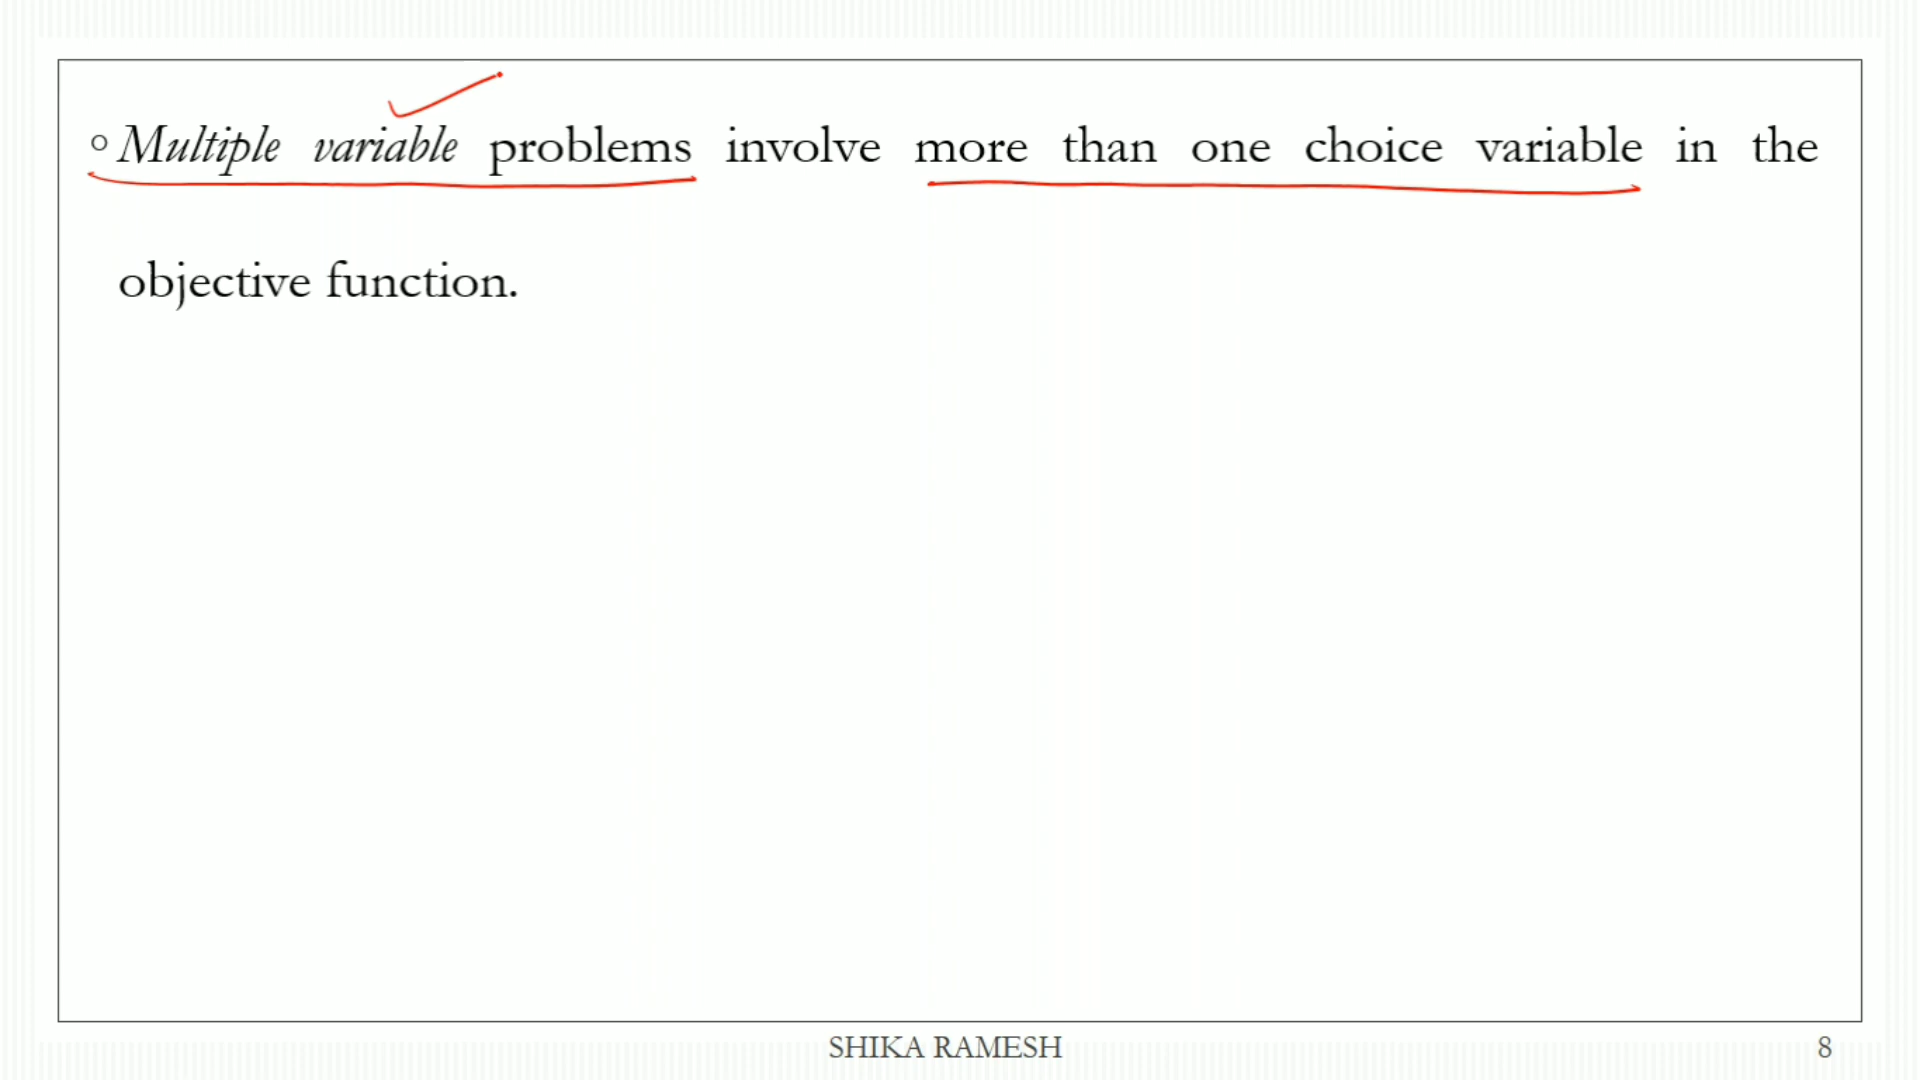 ◦ Multiple variable problems involve more than one choice variable in the
objective function.
SHIKA RAMESH
8